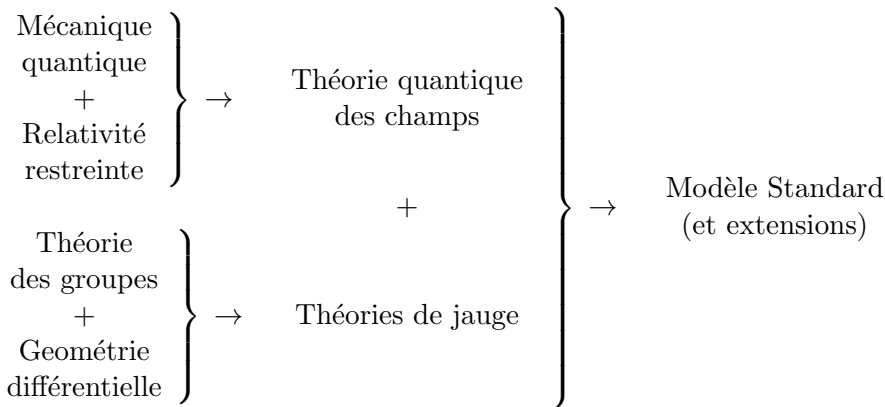 Mécanique
quantique
+
Relativité
restreinte
→
Théorie quantique
des champs
+
Théorie
des groupes
+
Geométrie
différentielle
→
Théories de jauge
→
Modèle Standard
(et extensions)